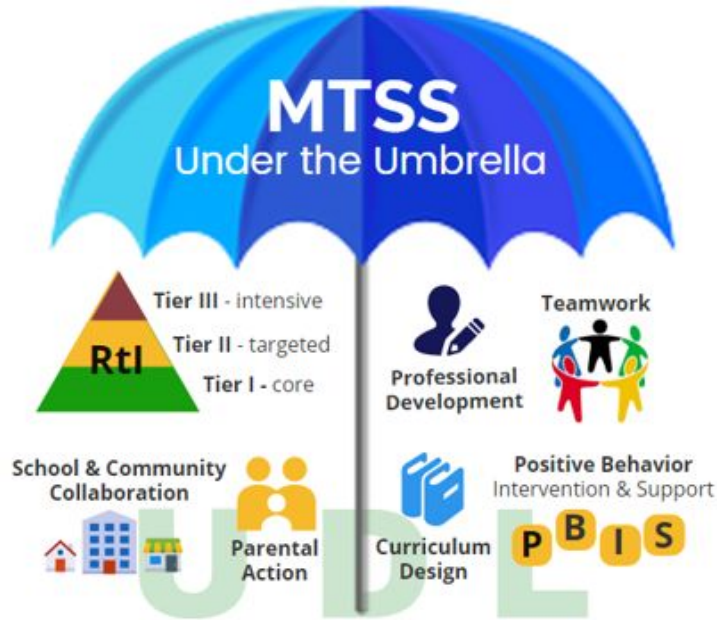 MTSS
Under the Umbrella
Tier III - intensive
Tier II - targeted
Tier I - core
RtI
Professional
Development
Teamwork
School & Community
Collaboration
Parental
Action
Curriculum
Design
Positive Behavior
Intervention & Support
P B I S
U D L